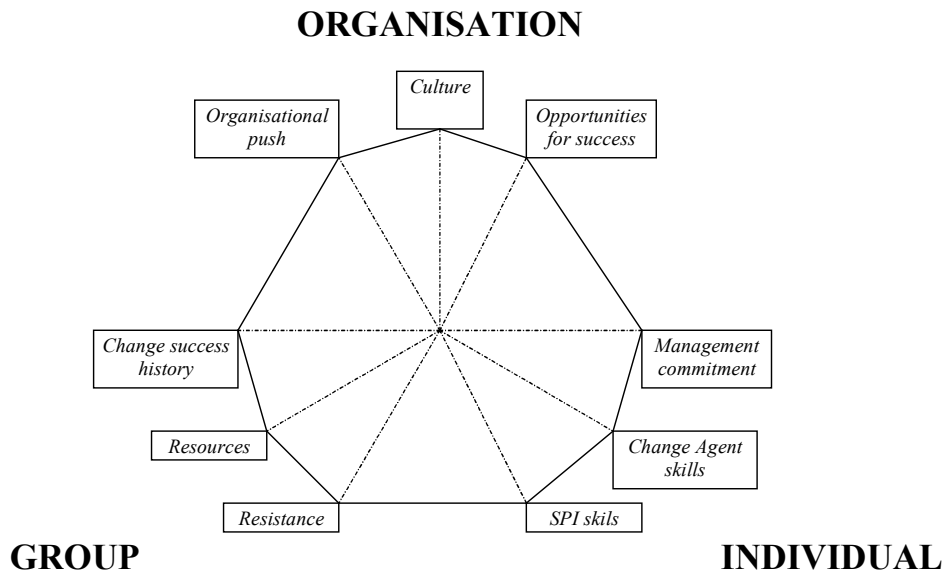 ORGANISATION
Culture
Organisational
push
Opportunities
for success
Change success
history
Management
commitment
Resources
Change Agent
skills
Resistance
SPI skils
GROUP
INDIVIDUAL